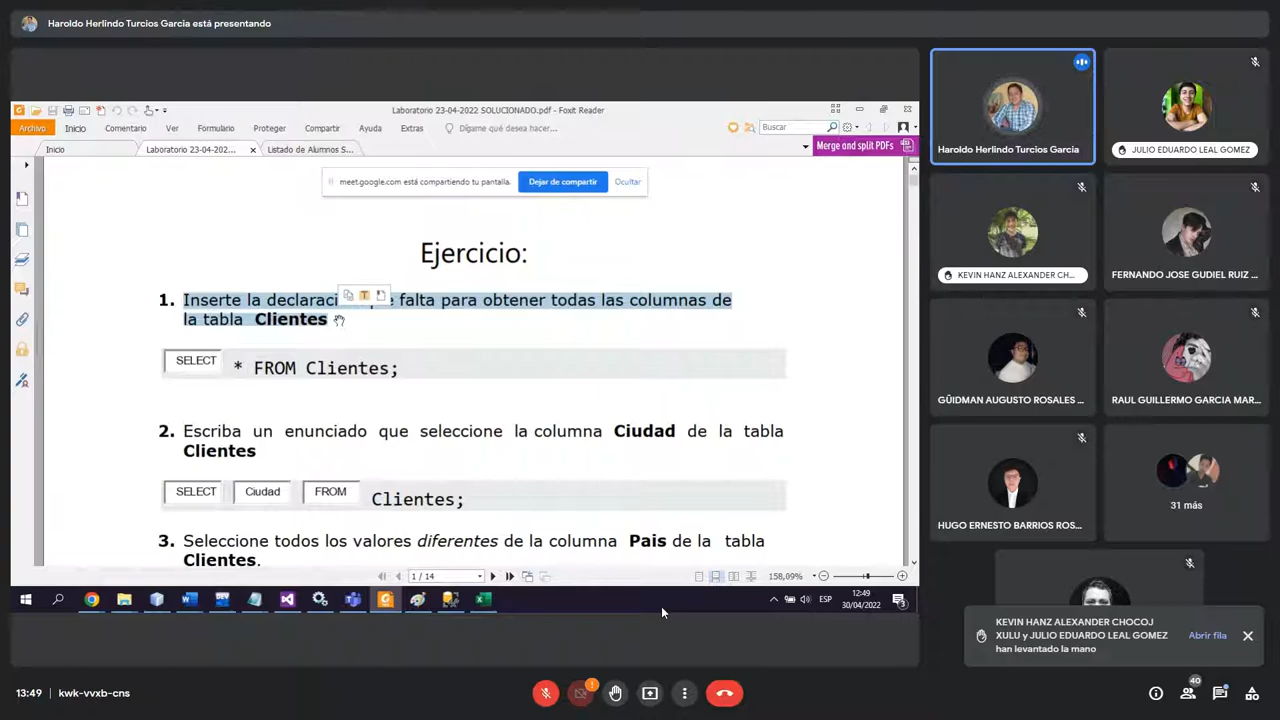 Haroldo Herlindo Turcios Garcia está presentando
Laboratorio 23-04-2022 SOLUCIONADO.pdf - Foxit Reader
Archivo Inicio Comentario Ver Formulario Proteger Compartir Ayuda Extras Dígame qué desea hacer... Buscar
Inicio Laboratorio 23-04-202... Listado de Alumnos S... Merge and split PDFs
meget.google.com está compartiendo tu pantalla. Dejar de compartir Ocultar
Ejercicio:
1. Inserte la declaraci e falta para obtener todas las columnas de
la tabla Clientes
SELECT * FROM Clientes;
2. Escriba un enunciado que seleccione la columna Ciudad de la tabla
Clientes
SELECT Ciudad FROM Clientes;
3. Seleccione todos los valores diferentes de la columna Pais de la tabla
Clientes.
1 / 14 158,09%
ESP 12:49
30/04/2022
3
Haroldo Herlindo Turcios Garcia
JULIO EDUARDO LEAL GOMEZ
KEVIN HANZ ALEXANDER CH...
FERNANDO JOSE GUDIEL RUIZ ...
GÜIDMAN AUGUSTO ROSALES ...
RAUL GUILLERMO GARCIA MAR...
HUGO ERNESTO BARRIOS ROS...
31 más
KEVIN HANZ ALEXANDER CHOCOJ
XULU y JULIO EDUARDO LEAL GOMEZ
han levantado la mano
Abrir fila
13:49 kwk-vvxb-cns
40